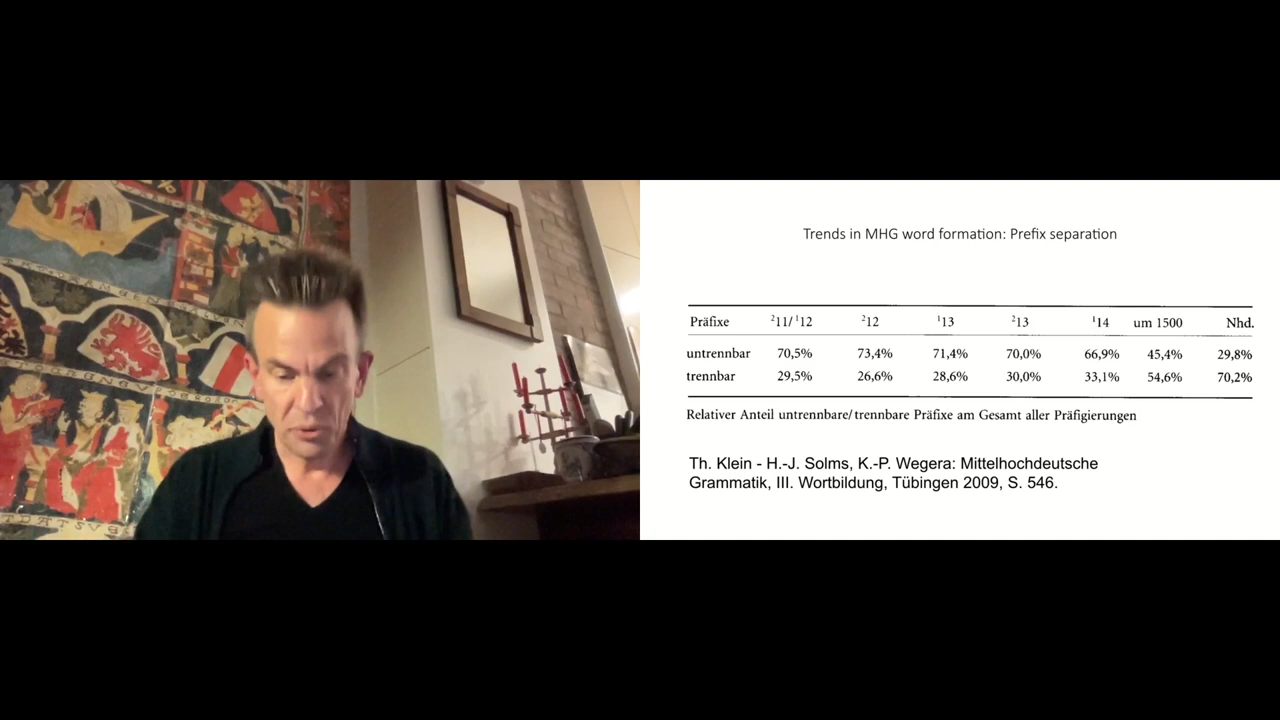 Trends in MHG word formation: Prefix separation
Präfixe ²11/¹12 ²12 ¹13 ²13 ¹14 um 1500 Nhd.
untrennbar 70,5% 73,4% 71,4% 70,0% 66,9% 45,4% 29,8%
trennbar 29,5% 26,6% 28,6% 30,0% 33,1% 54,6% 70,2%
Relativer Anteil untrennbare/trennbare Präfixe am Gesamt aller Präfigierungen
Th. Klein - H.-J. Solms, K.-P. Wegera: Mittelhochdeutsche
Grammatik, III. Wortbildung, Tübingen 2009, S. 546.